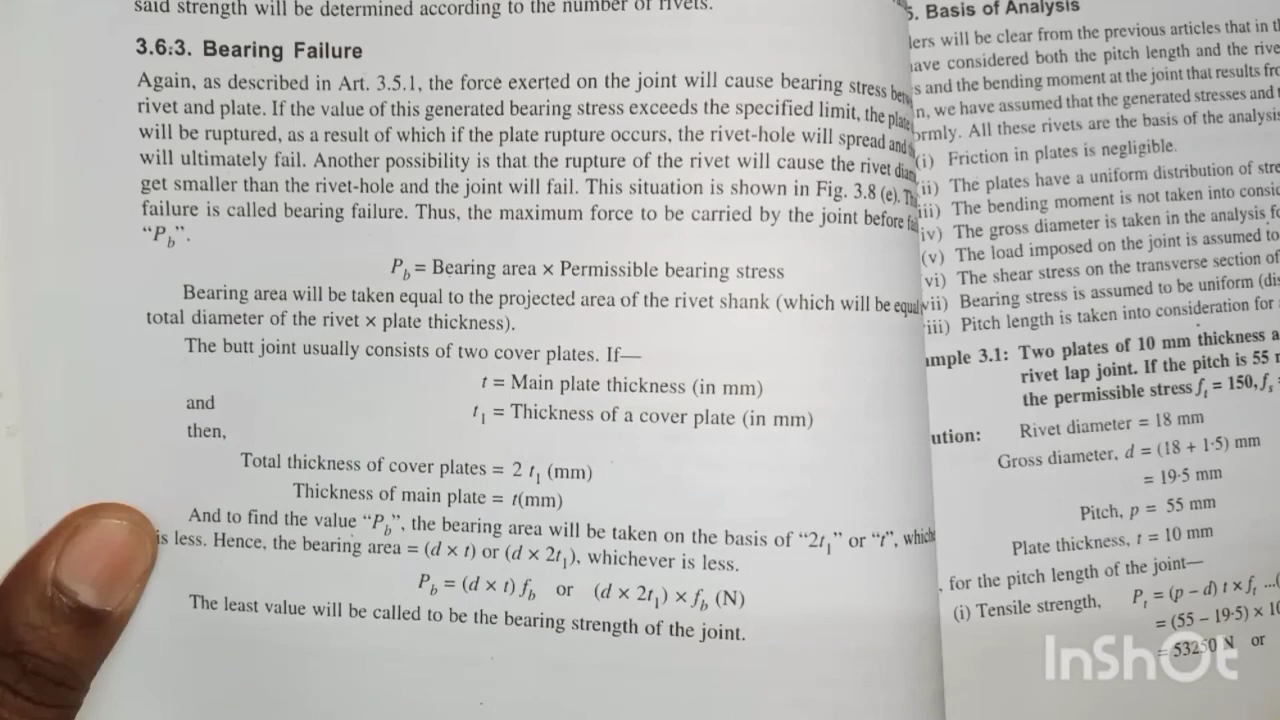 said strength will be determined according to the number of rivets.
3.6.3. Bearing Failure
Again, as described in Art. 3.5.1, the force exerted on the joint will cause bearing stress
rivet and plate. If the value of this generated bearing stress exceeds the specified limit, the plate
will be ruptured, as a result of which if the plate rupture occurs, the rivet-hole will spread and
will ultimately fail. Another possibility is that the rupture of the rivet will cause the rivet
get smaller than the rivet-hole and the joint will fail. This situation is shown in Fig. 3.8 (e).
failure is called bearing failure. Thus, the maximum force to be carried by the joint before
“P_b”.
P_b = Bearing area × Permissible bearing stress
Bearing area will be taken equal to the projected area of the rivet shank (which will be equal
total diameter of the rivet × plate thickness).
The butt joint usually consists of two cover plates. If—
t = Main plate thickness (in mm)
and t₁ = Thickness of a cover plate (in mm)
then,
Total thickness of cover plates = 2 t₁ (mm)
Thickness of main plate = t(mm)
And to find the value “P_b”, the bearing area will be taken on the basis of “2t₁” or “t”,
is less. Hence, the bearing area = (d × t) or (d × 2t₁), whichever is less.
P_b = (d × t) f_b or (d × 2t₁) × f_b (N)
The least value will be called to be the bearing strength of the joint.
5. Basis of Analysis
will be clear from the previous articles that in
have considered both the pitch length and the
and the bending moment at the joint that results
we have assumed that the generated stresses and
All these rivets are the basis of the analysis
(i) Friction in plates is negligible.
ii) The plates have a uniform distribution of
iii) The bending moment is not taken into
iv) The gross diameter is taken in the analysis
(v) The load imposed on the joint is assumed to
vi) The shear stress on the transverse section of
vii) Bearing stress is assumed to be uniform
iii) Pitch length is taken into consideration for
3.1: Two plates of 10 mm thickness
rivet lap joint. If the pitch is 55
the permissible stress f_t = 150, f_s
ution: Rivet diameter = 18 mm
Gross diameter, d = (18 + 1·5) mm
= 19·5 mm
Pitch, p = 55 mm
Plate thickness, t = 10 mm
, for the pitch length of the joint—
(i) Tensile strength, P_t = (p – d) t × f_t ...(
= (55 – 19·5) × 10
= 53250 N or
InShOt